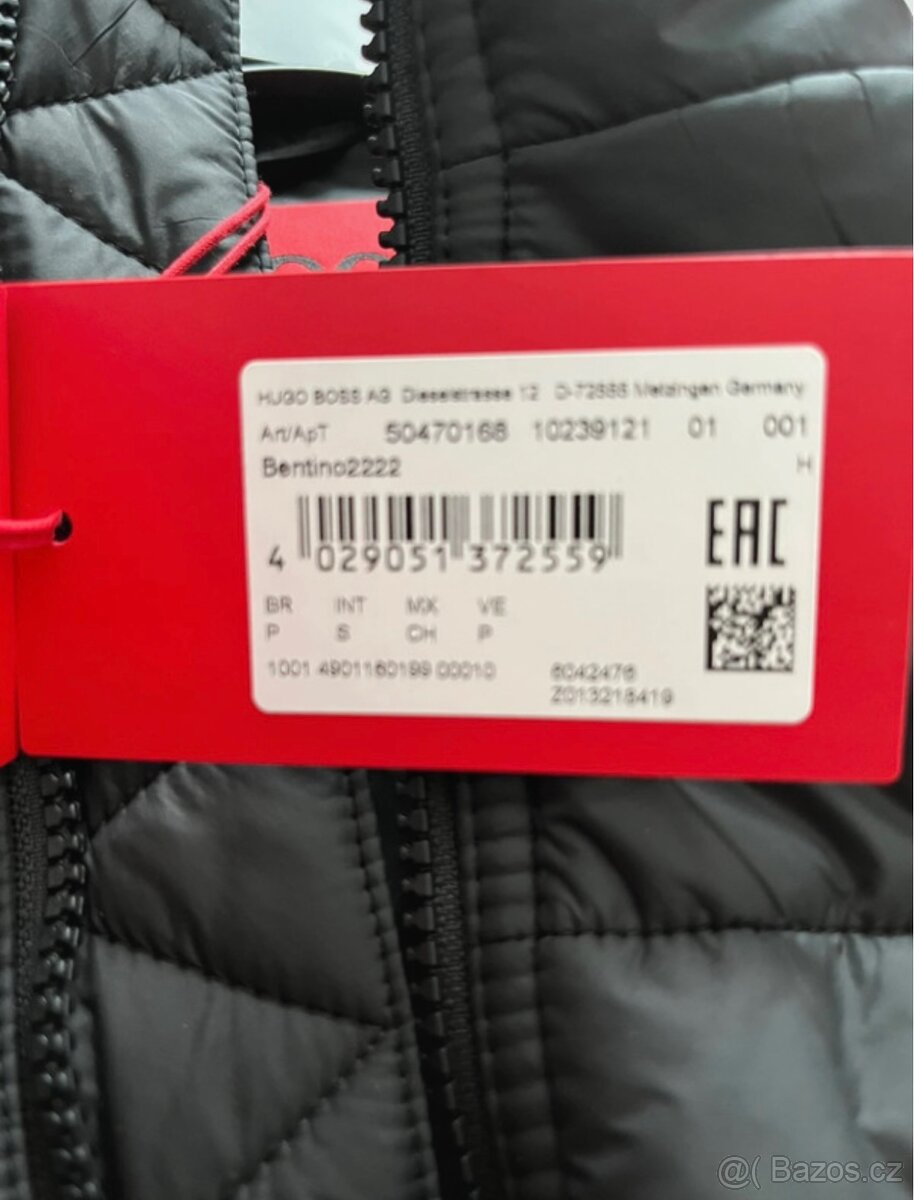 HUGO BOSS AG Dieselstrasse 12 D-72555 Metzingen Germany
Art/АрТ 50470168 10239121 01 001
Bentino2222 H
EAC
4 029051 372559
BR INT MX VE
P S CH P
1001 4901160199 00010 6042476
Z013218419
@( Bazos.cz